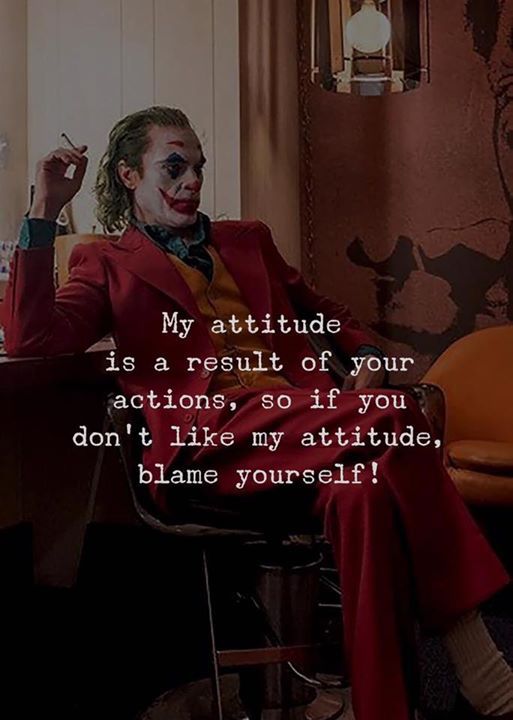 My attitude
is a result of your
actions, so if you
don't like my attitude,
blame yourself!